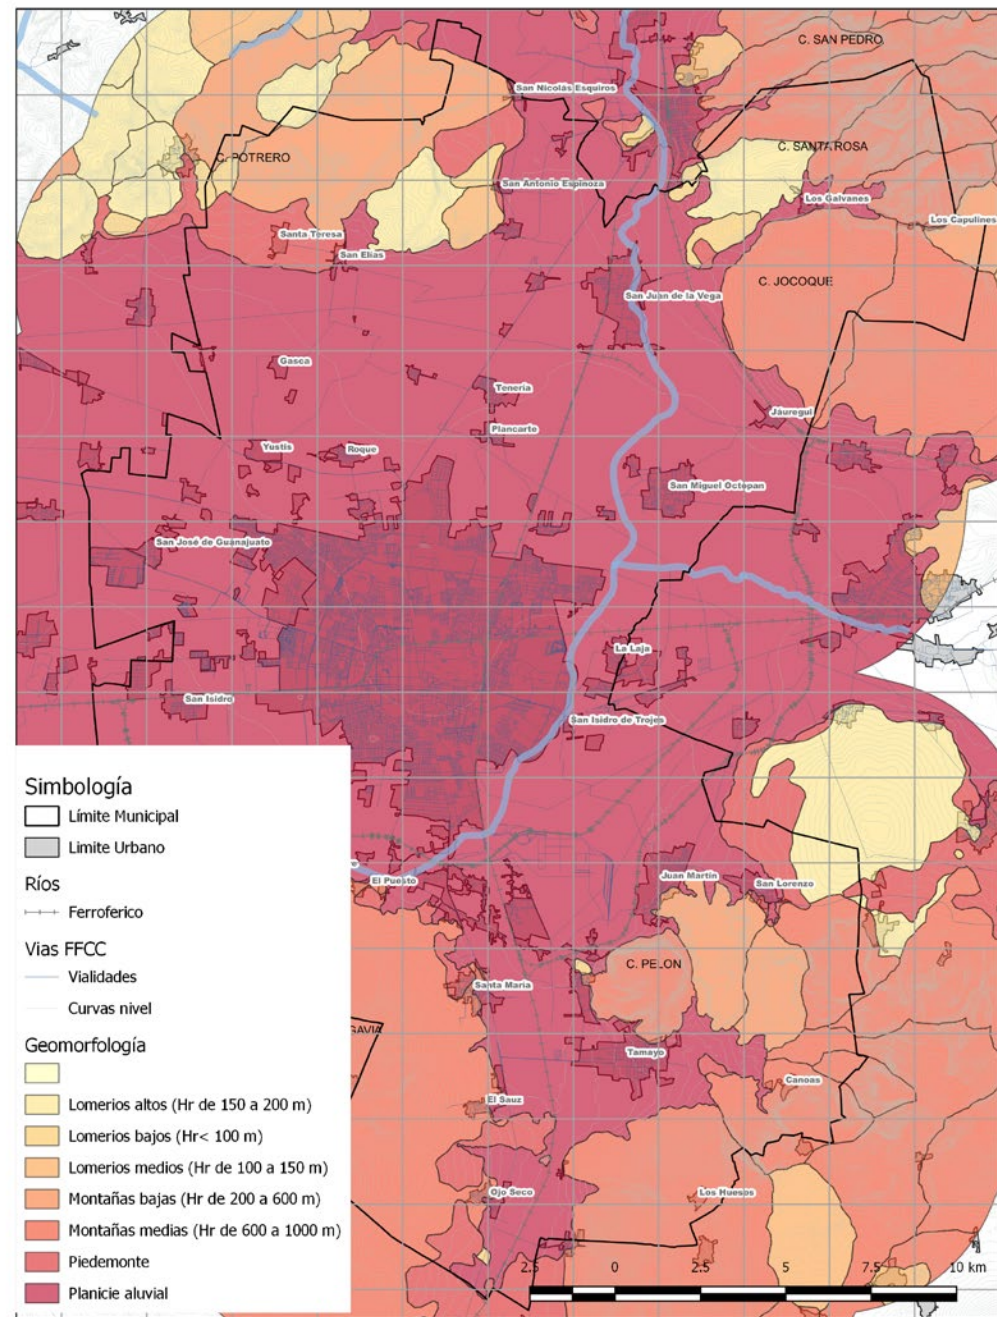 C. SAN PEDRO
San Nicolás Esquiros
C. SANTA ROSA
C. POTRERO
San Antonio Espinoza
Los Galvanes
Los Capulines
Santa Teresa
San Elías
C. JOCOQUE
San Juan de la Vega
Gasca
Tenería
Jáuregui
Plancarte
Yustis
Roque
San Miguel Octopan
San José de Guanajuato
La Laja
San Isidro
San Isidro de Trojes
Simbología
Límite Municipal
Limite Urbano
Ríos
Ferroferico
Vias FFCC
Vialidades
Curvas nivel
Geomorfología
Lomerios altos (Hr de 150 a 200 m)
Lomerios bajos (Hr< 100 m)
Lomerios medios (Hr de 100 a 150 m)
Montañas bajas (Hr de 200 a 600 m)
Montañas medias (Hr de 600 a 1000 m)
Piedemonte
Planicie aluvial
El Puesto
Juan Martín
San Lorenzo
C. PELON
Santa María
GAVIA
Tamayo
Canoas
El Sauz
Ojo Seco
Los Huesos
2.5 0 2.5 5 7.5 10 km